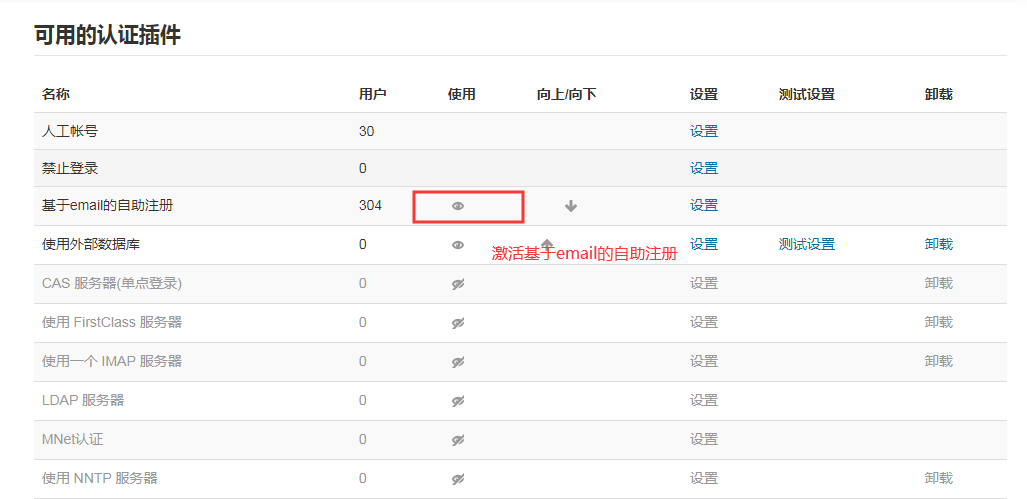 可用的认证插件
名称 用户 使用 向上/向下 设置 测试设置 卸载
人工帐号 30 设置
禁止登录 0 设置
基于email的自助注册 304 设置
使用外部数据库 0 设置 测试设置 卸载
激活基于email的自助注册
CAS 服务器(单点登录) 0 设置 卸载
使用 FirstClass 服务器 0 设置 卸载
使用一个 IMAP 服务器 0 设置 卸载
LDAP 服务器 0 设置
MNet认证 0 设置
使用 NNTP 服务器 0 设置 卸载